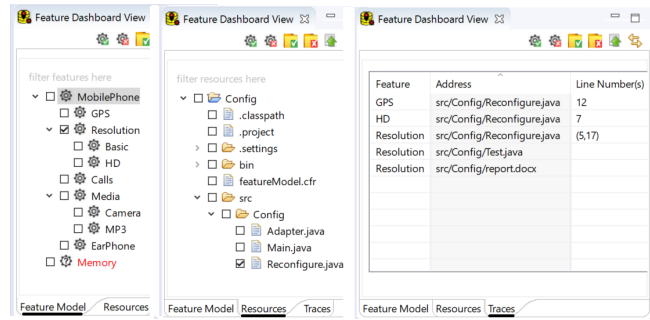 Feature Dashboard View
filter features here
MobilePhone
GPS
Resolution
Basic
HD
Calls
Media
Camera
MP3
EarPhone
Memory
Feature Model Resources
Feature Dashboard View
filter resources here
Config
.classpath
.project
.settings
bin
featureModel.cfr
src
Config
Adapter.java
Main.java
Reconfigure.java
Feature Model Resources Traces
Feature Dashboard View
Feature Address Line Number(s)
GPS src/Config/Reconfigure.java 12
HD src/Config/Reconfigure.java 7
Resolution src/Config/Reconfigure.java (5,17)
Resolution src/Config/Test.java
Resolution src/Config/report.docx
Feature Model Resources Traces